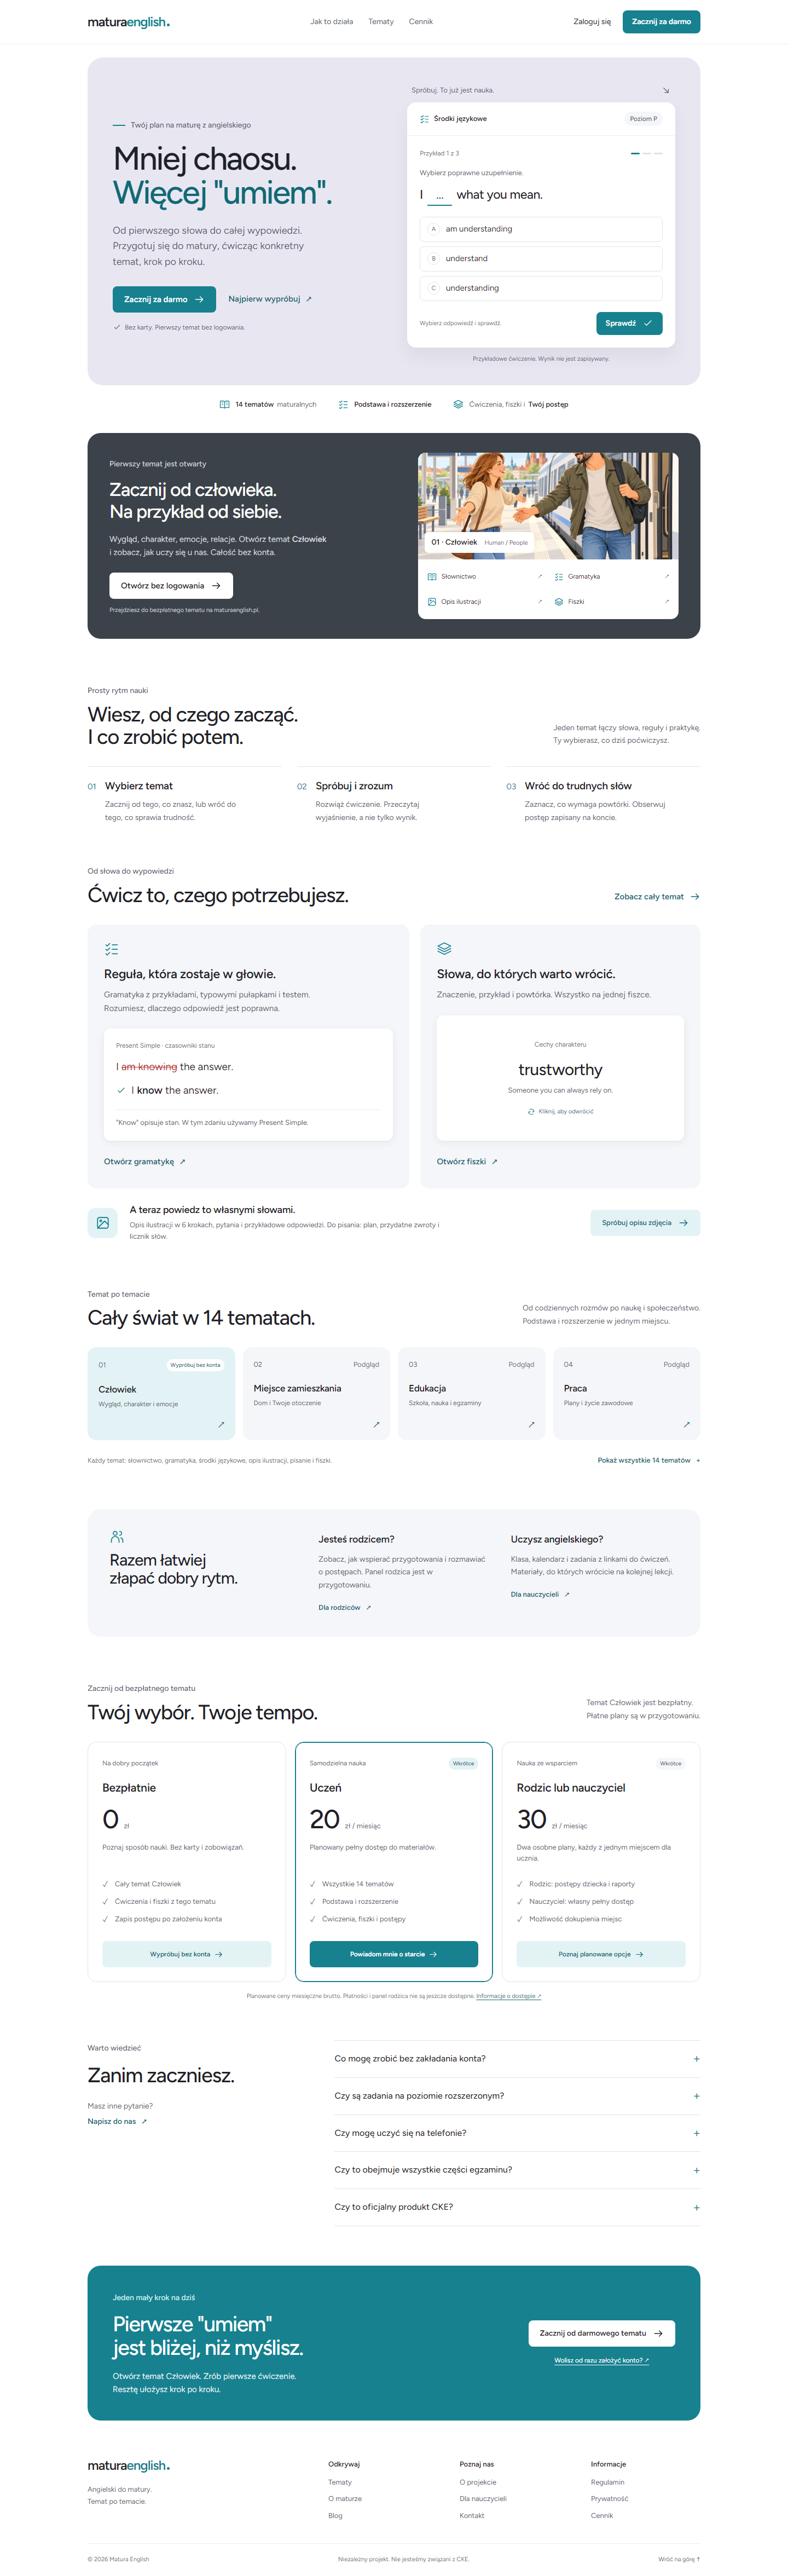 maturaenglish.
Jak to działa
Tematy
Cennik
Zaloguj się
Zacznij za darmo
Twój plan na maturę z angielskiego
Mniej chaosu.
Więcej "umiem".
Od pierwszego słowa do całej wypowiedzi.
Przygotuj się do matury, ćwicząc konkretny
temat, krok po kroku.
Zacznij za darmo →
Najpierw wypróbuj ↗
Bez karty. Pierwszy temat bez logowania.
Spróbuj. To już jest nauka.
Środki językowe
Poziom P
Przykład 1 z 3
Wybierz poprawne uzupełnienie.
I ... what you mean.
A am understanding
B understand
C understanding
Wybierz odpowiedź i sprawdź.
Sprawdź
Przykładowe ćwiczenie. Wynik nie jest zapisywany.
14 tematów maturalnych
Podstawa i rozszerzenie
Ćwiczenia, fiszki i Twój postęp
Pierwszy temat jest otwarty
Zacznij od człowieka.
Na przykład od siebie.
Wygląd, charakter, emocje, relacje. Otwórz temat Człowiek
i zobacz, jak uczy się u nas. Całość bez konta.
Otwórz bez logowania →
Przejdziesz do bezpłatnego tematu na maturaenglish.pl.
01 · Człowiek Human / People
Słownictwo ↗
Gramatyka ↗
Opis ilustracji ↗
Fiszki ↗
Prosty rytm nauki
Wiesz, od czego zacząć.
I co zrobić potem.
Jeden temat łączy słowa, reguły i praktykę.
Ty wybierasz, co dziś poćwiczysz.
01 Wybierz temat
Zacznij od tego, co znasz, lub wróć do
tego, co sprawia trudność.
02 Spróbuj i zrozum
Rozwiąż ćwiczenie. Przeczytaj
wyjaśnienie, a nie tylko wynik.
03 Wróć do trudnych słów
Zaznacz, co wymaga powtórki. Obserwuj
postęp zapisany na koncie.
Od słowa do wypowiedzi
Ćwicz to, czego potrzebujesz.
Zobacz cały temat →
Reguła, która zostaje w głowie.
Gramatyka z przykładami, typowymi pułapkami i testem.
Rozumiesz, dlaczego odpowiedź jest poprawna.
Present Simple · czasowniki stanu
I am knowing the answer.
I know the answer.
"Know" opisuje stan. W tym zdaniu używamy Present Simple.
Otwórz gramatykę ↗
Słowa, do których warto wrócić.
Znaczenie, przykład i powtórka. Wszystko na jednej fiszce.
Cechy charakteru
trustworthy
Someone you can always rely on.
Kliknij, aby odwrócić
Otwórz fiszki ↗
A teraz powiedz to własnymi słowami.
Opis ilustracji w 6 krokach, pytania i przykładowe odpowiedzi. Do pisania: plan, przydatne zwroty i
licznik słów.
Spróbuj opisu zdjęcia →
Temat po temacie
Cały świat w 14 tematach.
Od codziennych rozmów po naukę i społeczeństwo.
Podstawa i rozszerzenie w jednym miejscu.
01 Wypróbuj bez konta
Człowiek
Wygląd, charakter i emocje
↗
02 Podgląd
Miejsce zamieszkania
Dom i Twoje otoczenie
↗
03 Podgląd
Edukacja
Szkoła, nauka i egzaminy
↗
04 Podgląd
Praca
Plany i życie zawodowe
↗
Każdy temat: słownictwo, gramatyka, środki językowe, opis ilustracji, pisanie i fiszki.
Pokaż wszystkie 14 tematów +
Razem łatwiej
złapać dobry rytm.
Jesteś rodzicem?
Zobacz, jak wspierać przygotowania i rozmawiać
o postępach. Panel rodzica jest w
przygotowaniu.
Dla rodziców ↗
Uczysz angielskiego?
Klasa, kalendarz i zadania z linkami do ćwiczeń.
Materiały, do których wrócicie na kolejnej lekcji.
Dla nauczycieli ↗
Zacznij od bezpłatnego tematu
Twój wybór. Twoje tempo.
Temat Człowiek jest bezpłatny.
Płatne plany są w przygotowaniu.
Na dobry początek
Bezpłatnie
0 zł
Poznaj sposób nauki. Bez karty i zobowiązań.
✓ Cały temat Człowiek
✓ Ćwiczenia i fiszki z tego tematu
✓ Zapis postępu po założeniu konta
Wypróbuj bez konta →
Samodzielna nauka Wkrótce
Uczeń
20 zł / miesiąc
Planowany pełny dostęp do materiałów.
✓ Wszystkie 14 tematów
✓ Podstawa i rozszerzenie
✓ Ćwiczenia, fiszki i postępy
Powiadom mnie o starcie →
Nauka ze wsparciem Wkrótce
Rodzic lub nauczyciel
30 zł / miesiąc
Dwa osobne plany, każdy z jednym miejscem dla
ucznia.
✓ Rodzic: postępy dziecka i raporty
✓ Nauczyciel: własny pełny dostęp
✓ Możliwość dokupienia miejsc
Poznaj planowane opcje →
Planowane ceny miesięczne brutto. Płatności i panel rodzica nie są jeszcze dostępne. Informacje o dostępie ↗
Warto wiedzieć
Zanim zaczniesz.
Masz inne pytanie?
Napisz do nas ↗
Co mogę zrobić bez zakładania konta? +
Czy są zadania na poziomie rozszerzonym? +
Czy mogę uczyć się na telefonie? +
Czy to obejmuje wszystkie części egzaminu? +
Czy to oficjalny produkt CKE? +
Jeden mały krok na dziś
Pierwsze "umiem"
jest bliżej, niż myślisz.
Otwórz temat Człowiek. Zrób pierwsze ćwiczenie.
Resztę ułożysz krok po kroku.
Zacznij od darmowego tematu →
Wolisz od razu założyć konto? ↗
maturaenglish.
Angielski do matury.
Temat po temacie.
Odkrywaj
Tematy
O maturze
Blog
Poznaj nas
O projekcie
Dla nauczycieli
Kontakt
Informacje
Regulamin
Prywatność
Cennik
© 2026 Matura English
Niezależny projekt. Nie jesteśmy związani z CKE.
Wróć na górę ↑